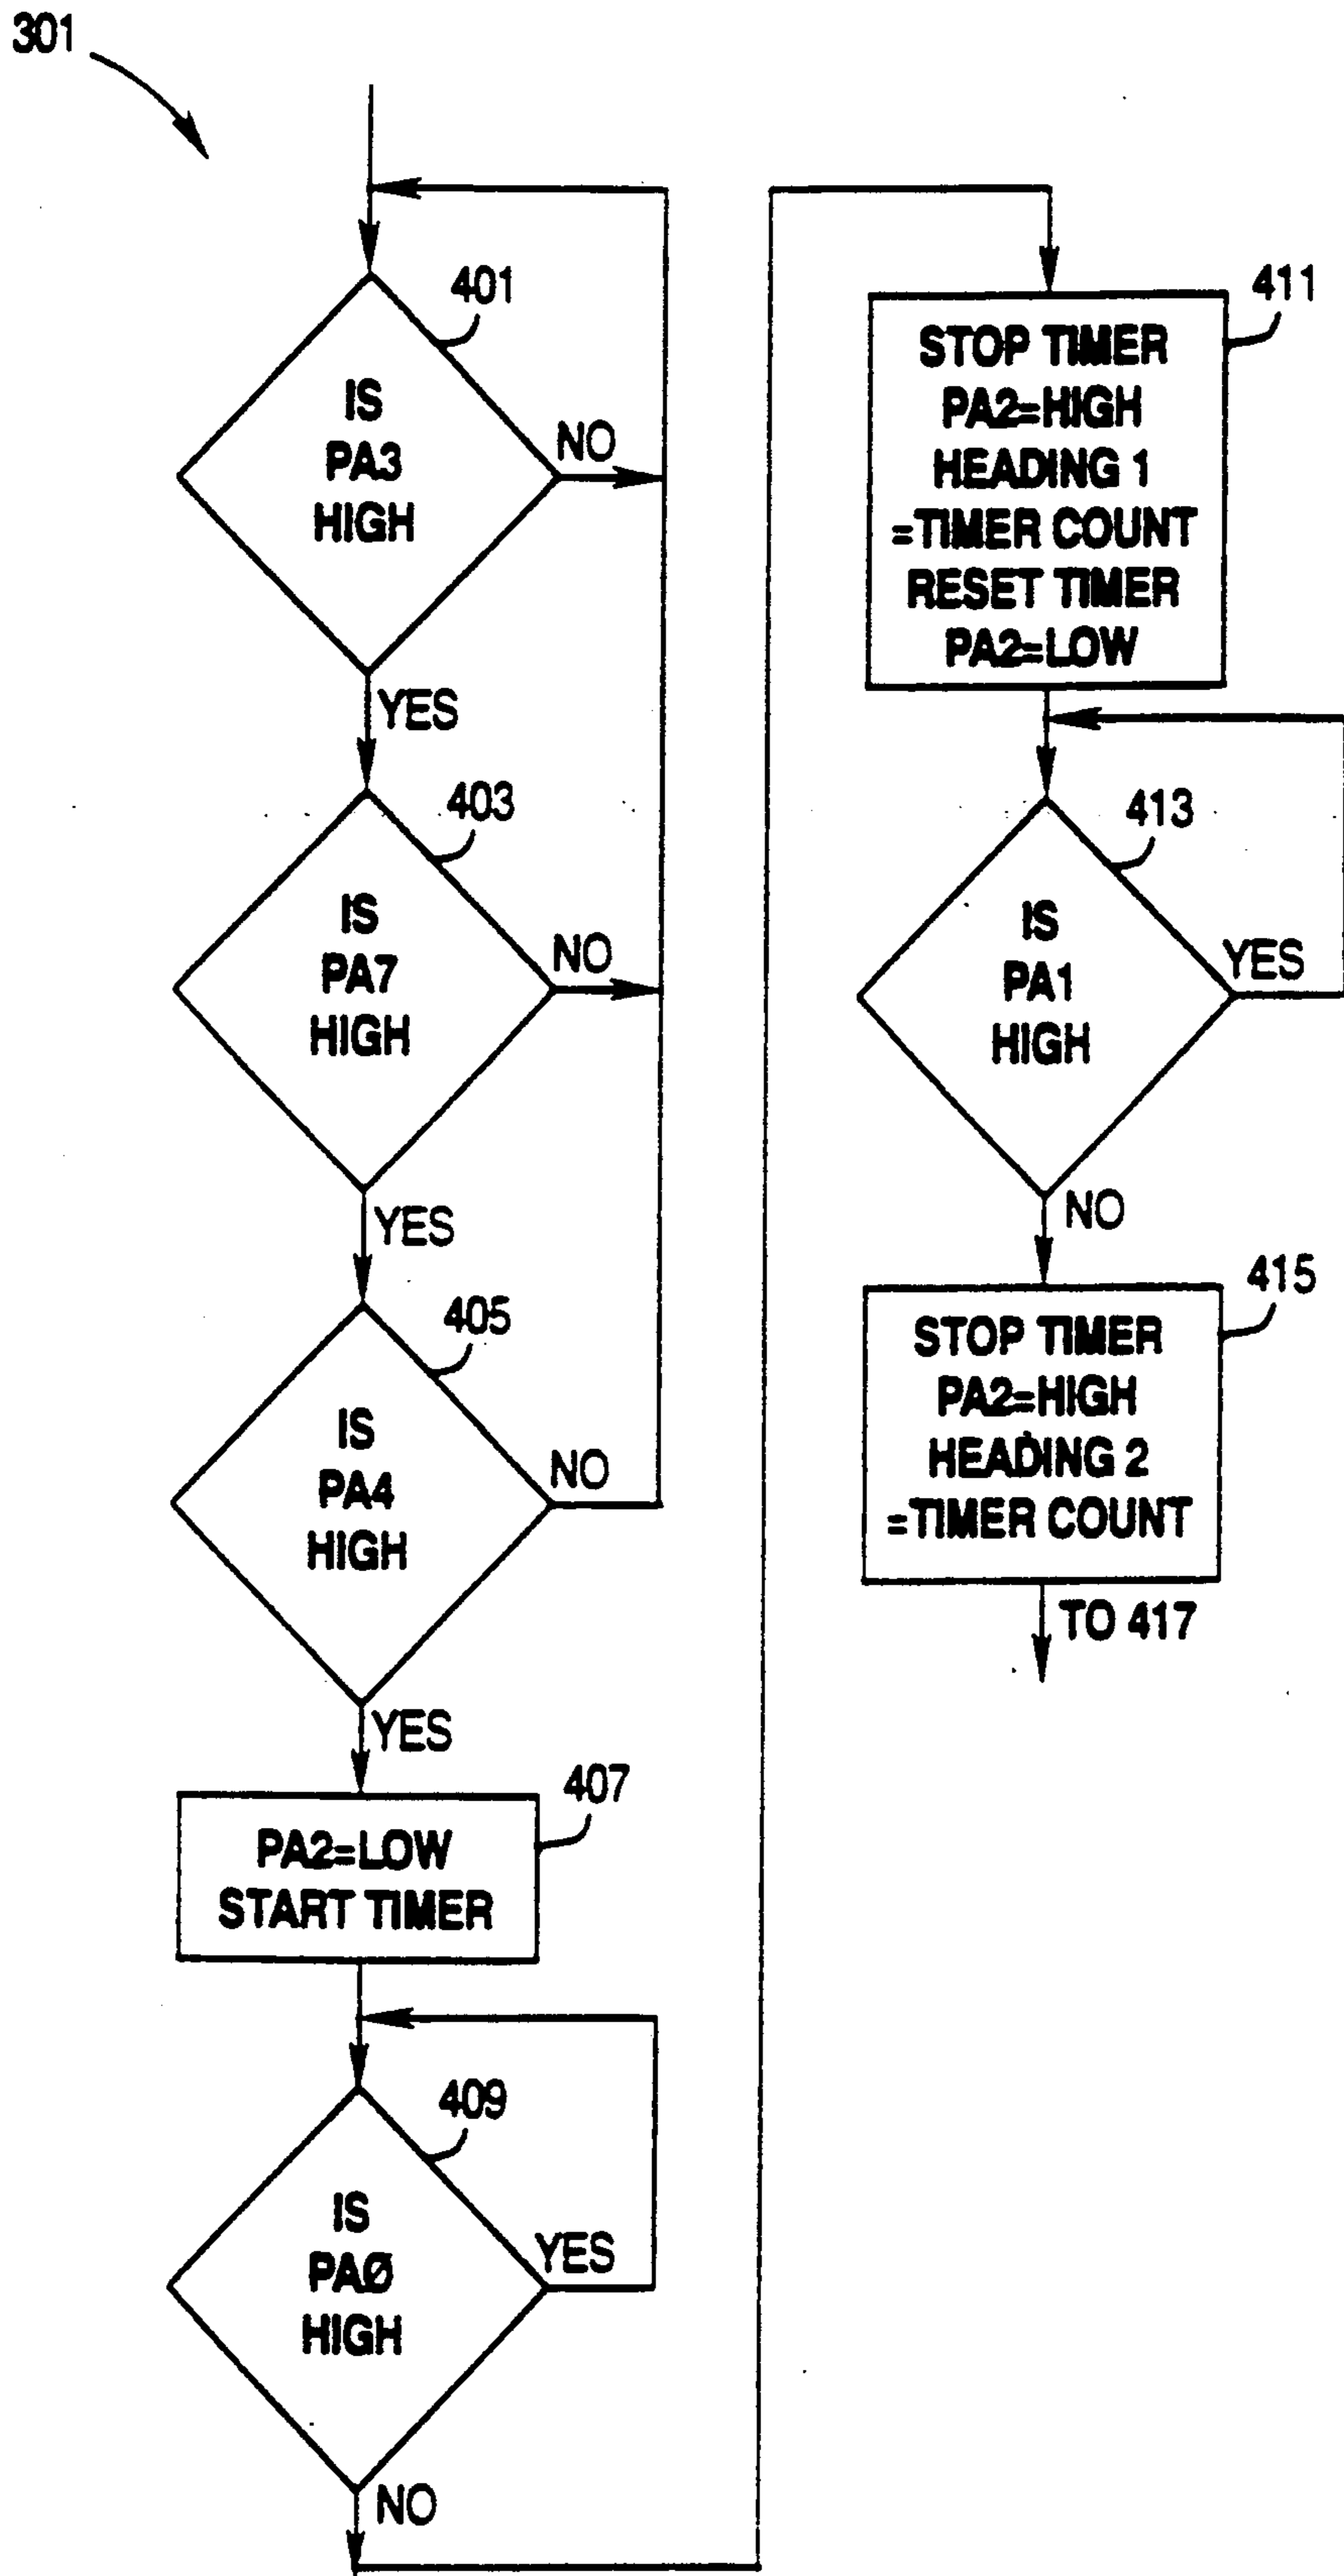 301
401
IS
PA3
HIGH
NO
YES
403
IS
PA7
HIGH
NO
YES
405
IS
PA4
HIGH
NO
YES
407
PA2=LOW
START TIMER
409
IS
PAØ
HIGH
YES
NO
411
STOP TIMER
PA2=HIGH
HEADING 1
=TIMER COUNT
RESET TIMER
PA2=LOW
413
IS
PA1
HIGH
YES
NO
415
STOP TIMER
PA2=HIGH
HEADING 2
=TIMER COUNT
TO 417